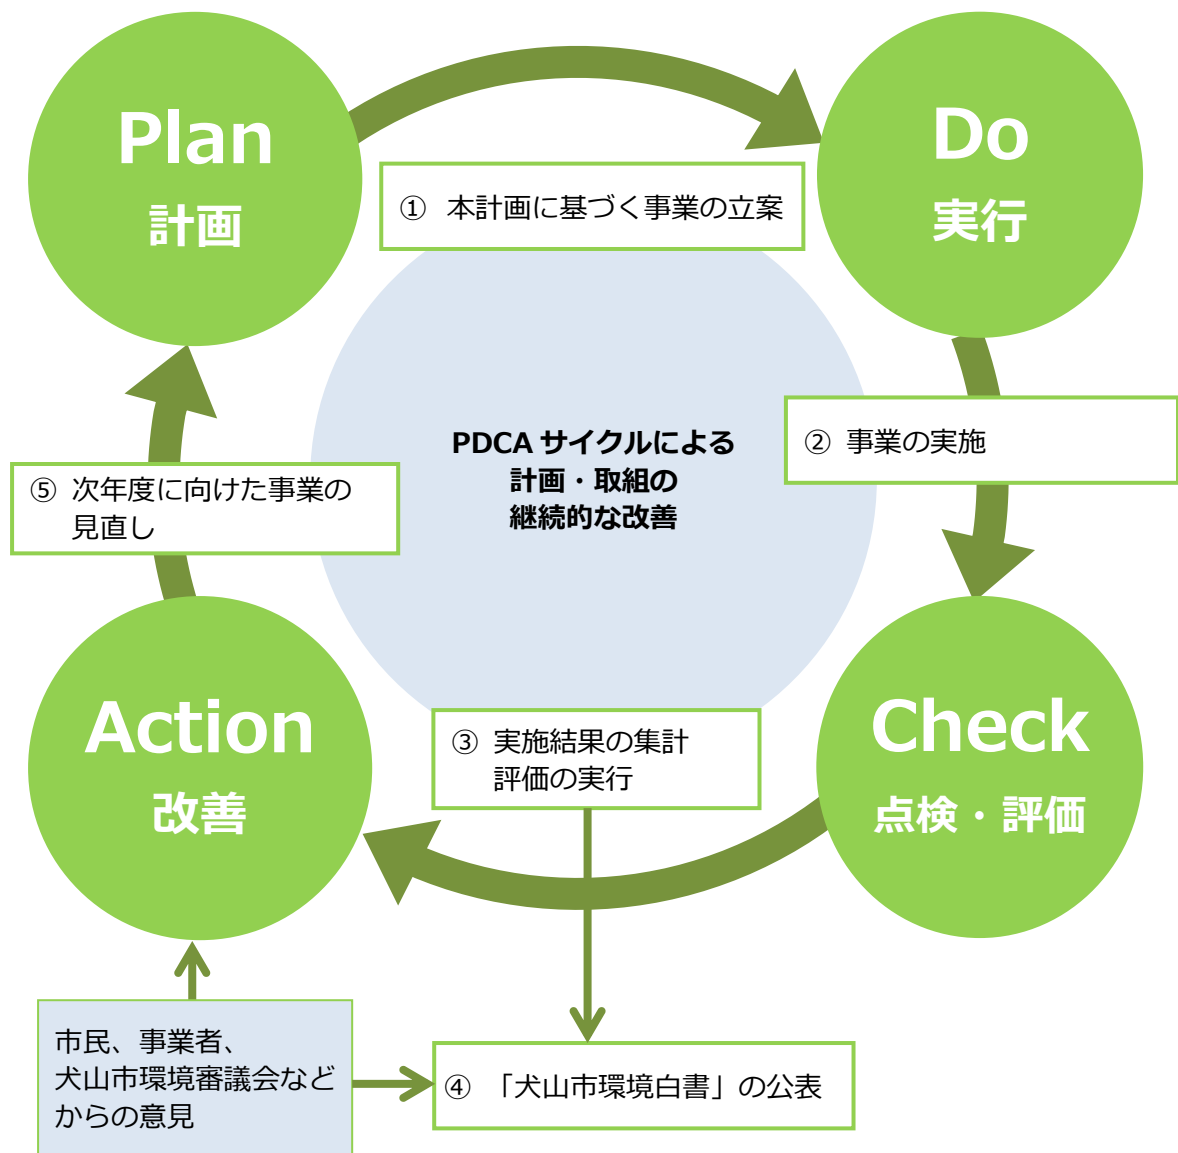 Plan
計画
Do
実行
① 本計画に基づく事業の立案
PDCA サイクルによる
計画・取組の
継続的な改善
② 事業の実施
⑤ 次年度に向けた事業の
見直し
Action
改善
③ 実施結果の集計
評価の実行
Check
点検・評価
市民、事業者、
犬山市環境審議会など
からの意見
④ 「犬山市環境白書」の公表